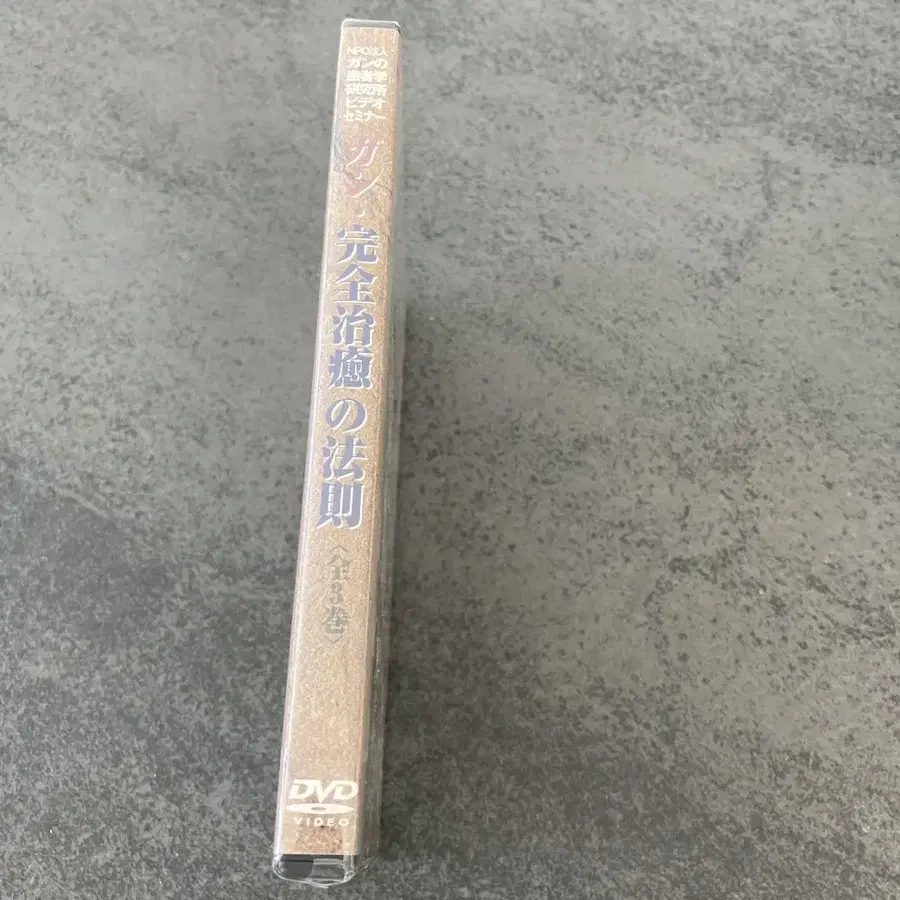 NPO法人
ガンの
患者学
研究所
ビデオ
セミナー
ガン・完全治癒の法則
〈全3巻〉
DVD
VIDEO